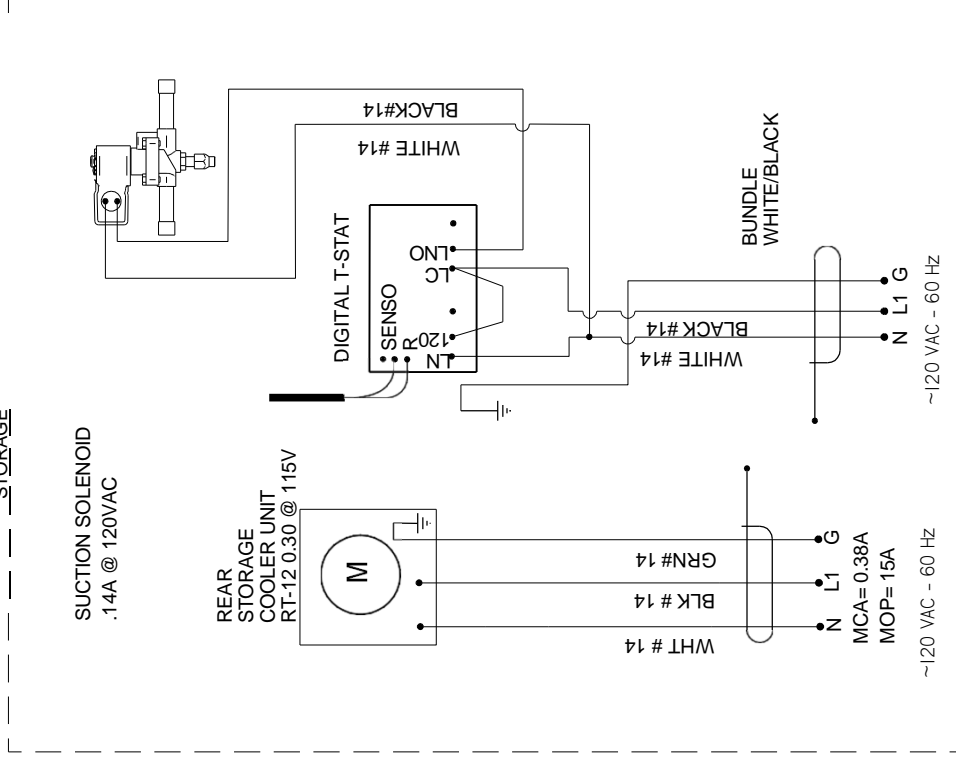 STORAGE
SUCTION SOLENOID
.14A @ 120VAC
REAR
STORAGE
COOLER UNIT
RT-12 0.30 @ 115V
M
GRN# 14
BLK # 14
WHT # 14
G
L1
N
MCA= 0.38A
MOP= 15A
~120 VAC - 60 Hz
BLACK#14
WHITE #14
DIGITAL T-STAT
SENSO
R
LNO
LC
120
LN
BUNDLE
WHITE/BLACK
BLACK #14
WHITE #14
G
L1
N
~120 VAC - 60 Hz